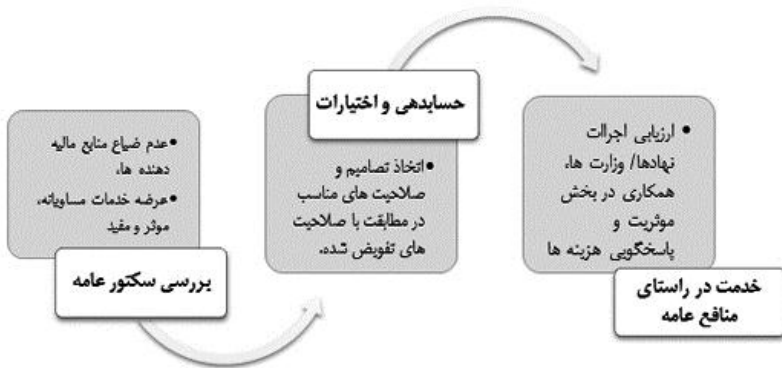 •عدم ضیاع منابع مالیه
دهنده ها،
•عرضه خدمات مساویانه،
موثر و مفید
بررسی سکتور عامه
حسابدهی و اختیارات
•اتخاذ تصامیم و
صلاحیت های مناسب
در مطابقت با صلاحیت
های تفویض شده.
• ارزیابی اجراات
نهادها/ وزارت ها،
همکاری در بخش
موثریت و
پاسخگویی هزینه ها
خدمت در راستای
منافع عامه